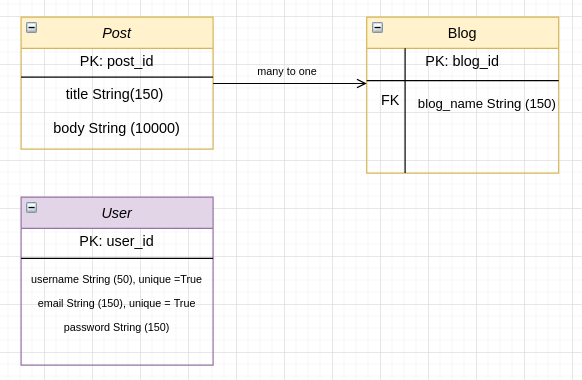 Post
PK: post_id
title String(150)
body String (10000)
many to one
Blog
PK: blog_id
FK
blog_name String (150)
User
PK: user_id
username String (50), unique =True
email String (150), unique = True
password String (150)